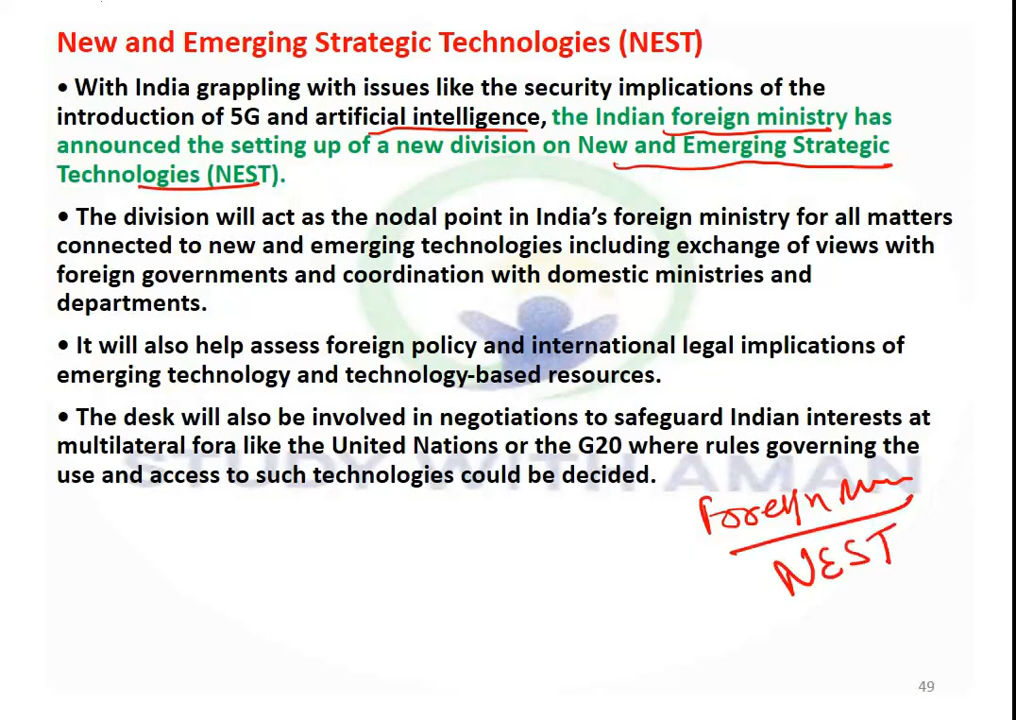 New and Emerging Strategic Technologies (NEST)
• With India grappling with issues like the security implications of the
introduction of 5G and artificial intelligence, the Indian foreign ministry has
announced the setting up of a new division on New and Emerging Strategic
Technologies (NEST).
• The division will act as the nodal point in India’s foreign ministry for all matters
connected to new and emerging technologies including exchange of views with
foreign governments and coordination with domestic ministries and
departments.
• It will also help assess foreign policy and international legal implications of
emerging technology and technology-based resources.
• The desk will also be involved in negotiations to safeguard Indian interests at
multilateral fora like the United Nations or the G20 where rules governing the
use and access to such technologies could be decided.
STUDY WITH AMAN
Foreign
NEST
49